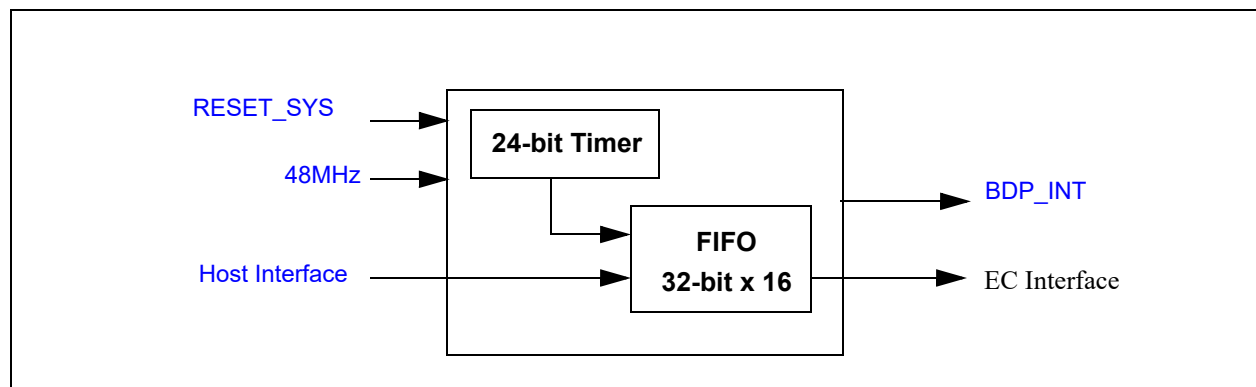 RESET_SYS
24-bit Timer
48MHz
BDP_INT
FIFO
Host Interface
32-bit x 16
EC Interface